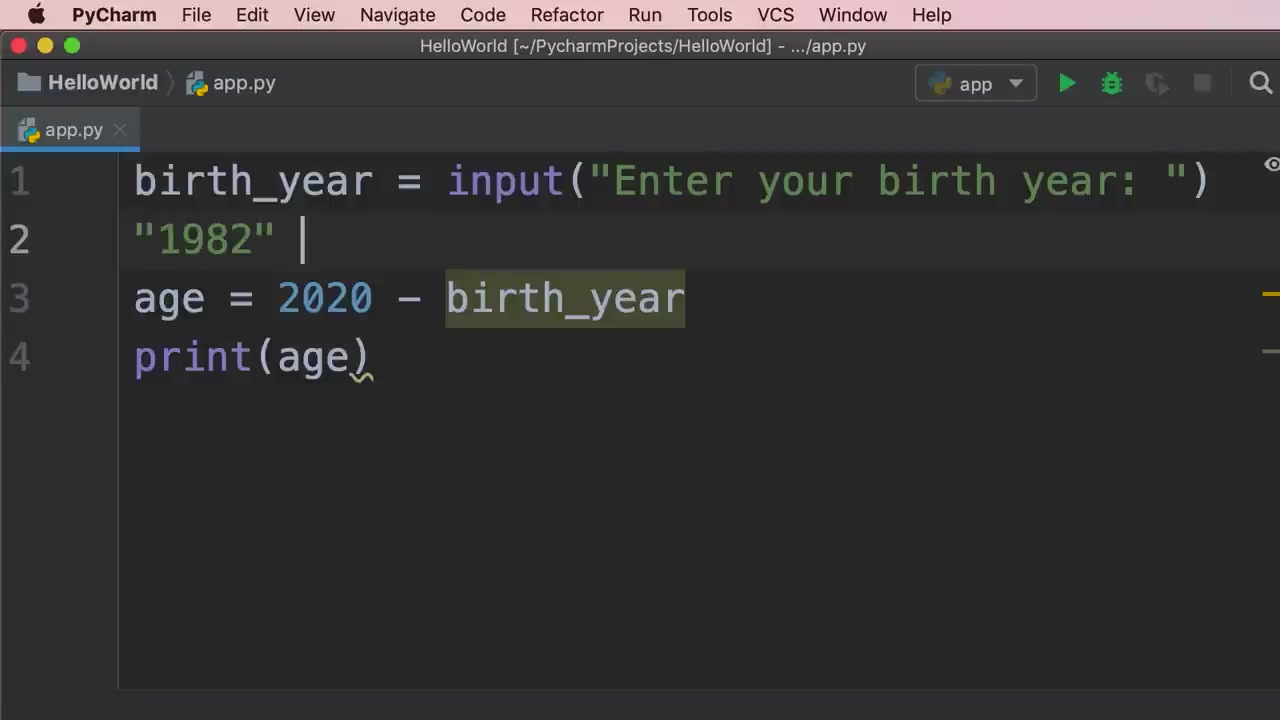 PyCharm File Edit View Navigate Code Refactor Run Tools VCS Window Help
HelloWorld [~/PycharmProjects/HelloWorld] - .../app.py
HelloWorld app.py app
app.py
1 birth_year = input("Enter your birth year: ")
2 "1982"
3 age = 2020 - birth_year
4 print(age)